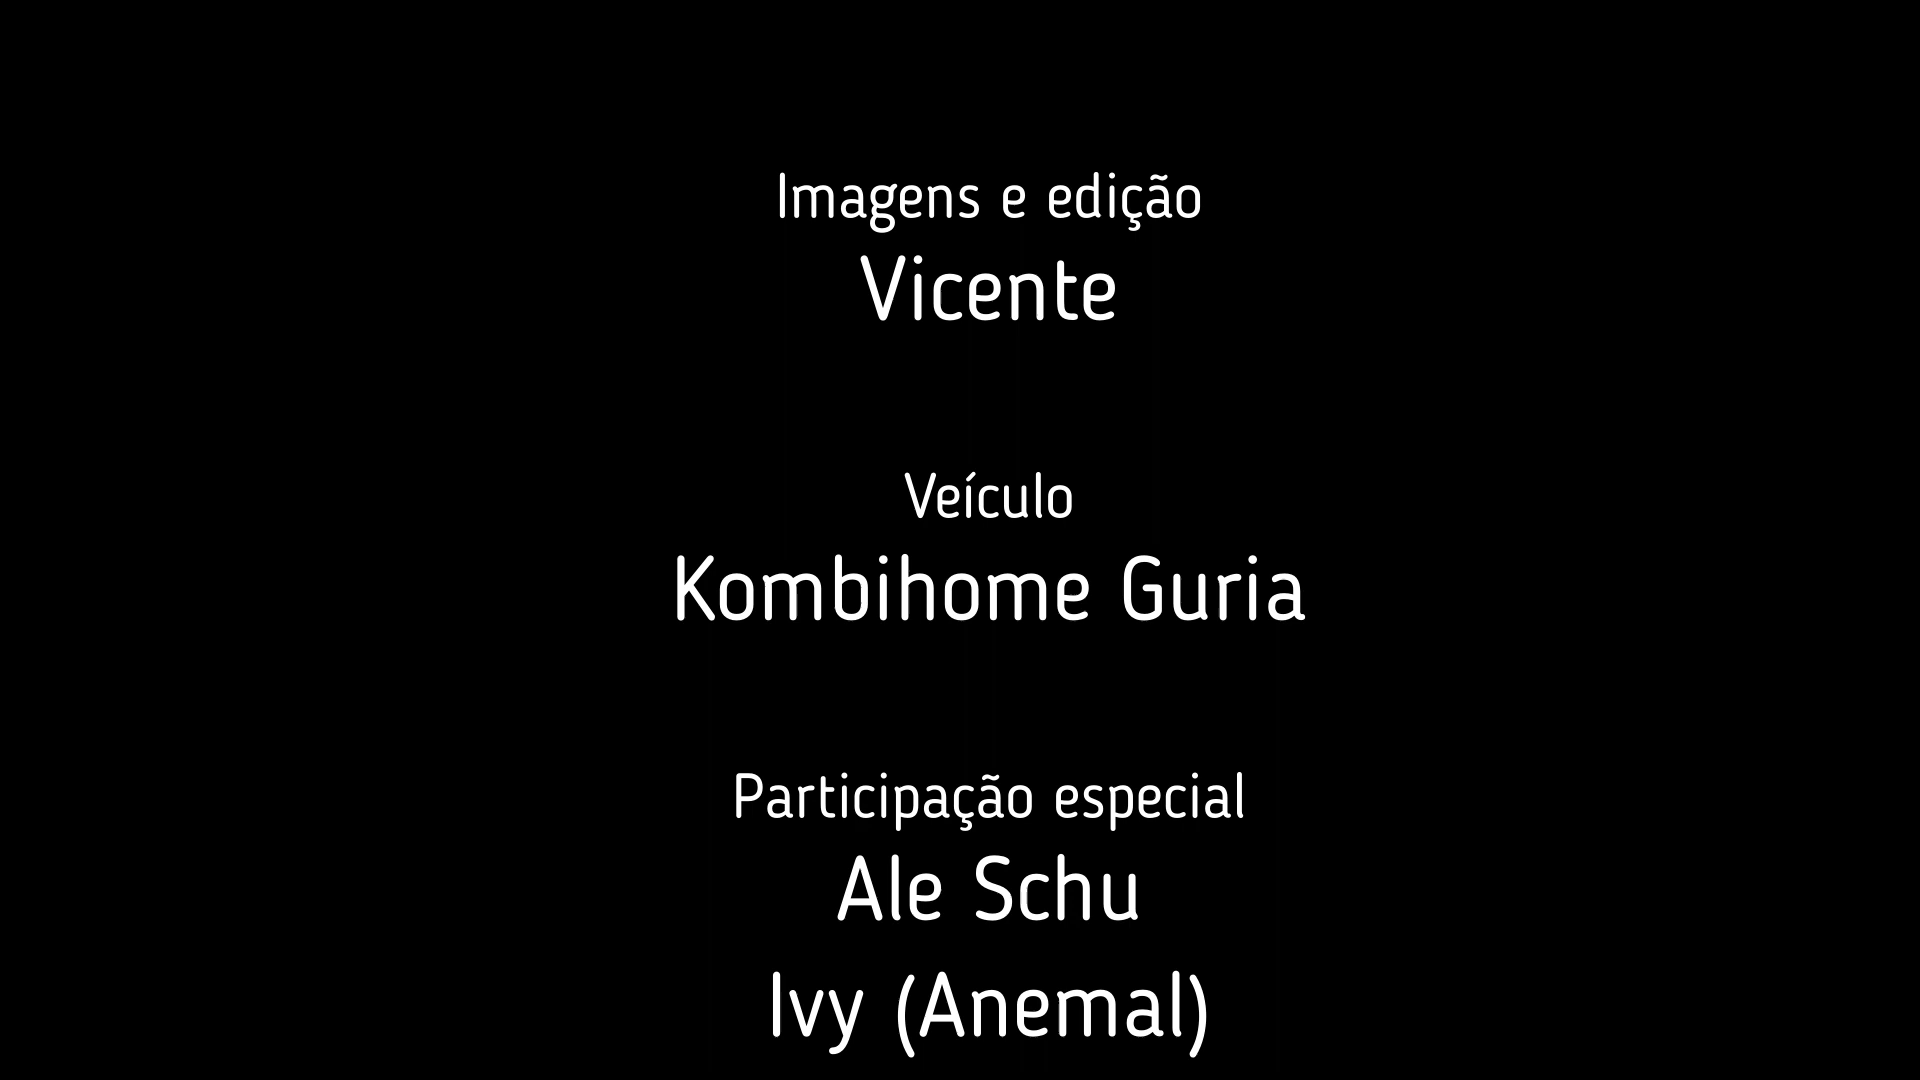 Imagens e edição
Vicente
Veículo
Kombihome Guria
Participação especial
Ale Schu
Ivy (Anemal)